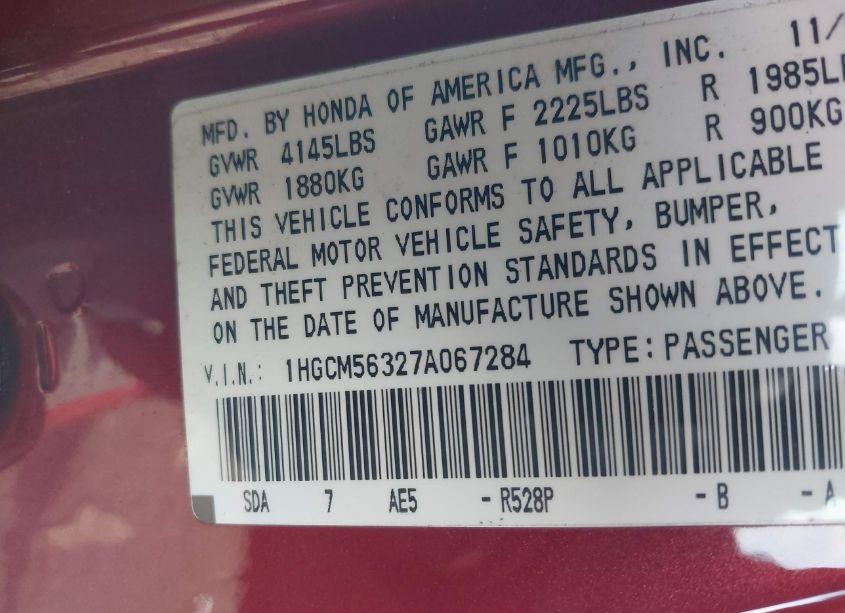 MFD. BY HONDA OF AMERICA MFG., INC. 11/
GVWR 4145LBS GAWR F 2225LBS R 1985L
GVWR 1880KG GAWR F 1010KG R 900KG
THIS VEHICLE CONFORMS TO ALL APPLICABLE
FEDERAL MOTOR VEHICLE SAFETY, BUMPER,
AND THEFT PREVENTION STANDARDS IN EFFECT
ON THE DATE OF MANUFACTURE SHOWN ABOVE.
V.I.N.: 1HGCM56327A067284 TYPE: PASSENGER
SDA 7 AE5 -R528P -B -A